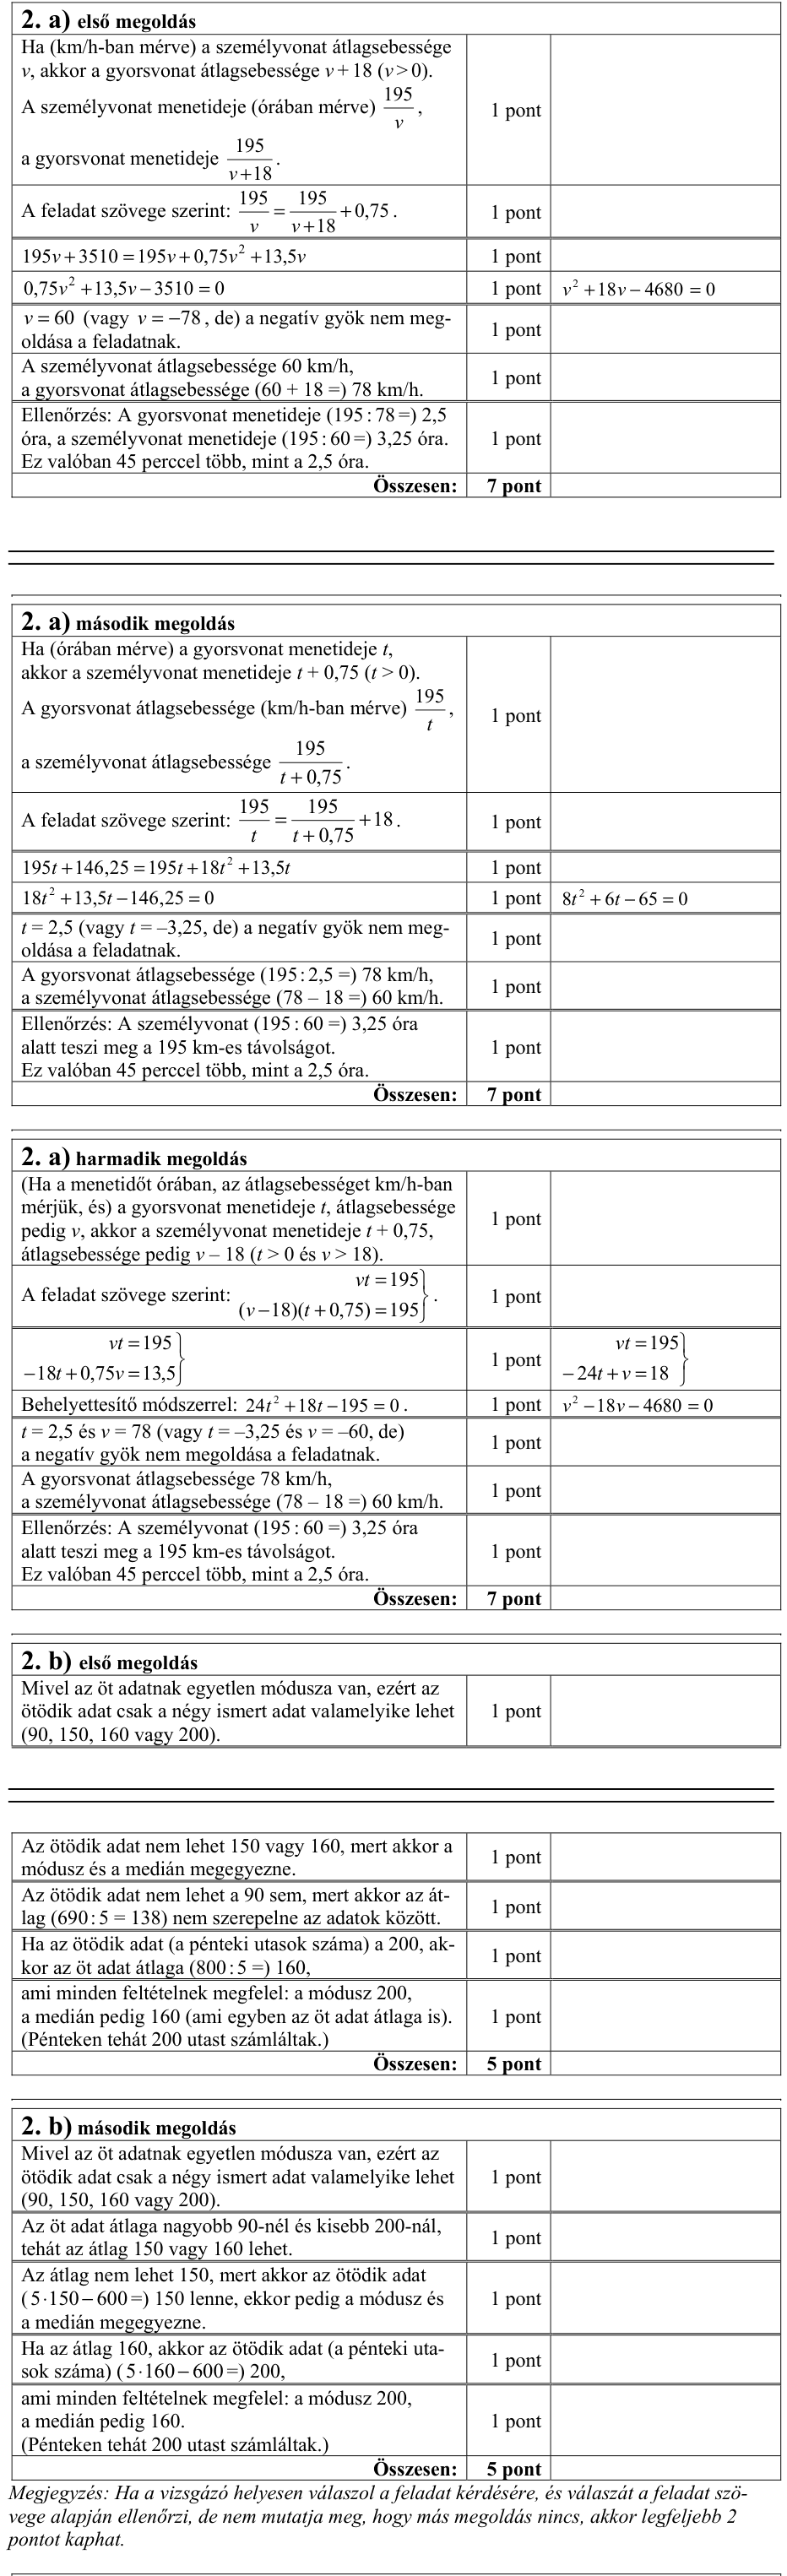 2. a) első megoldás
Ha (km/h-ban mérve) a személyvonat átlagsebessége
v, akkor a gyorsvonat átlagsebessége v + 18 (v > 0).
A személyvonat menetideje (órában mérve) 195/v,
a gyorsvonat menetideje 195/(v+18).
1 pont
A feladat szövege szerint: 195/v = 195/(v+18) + 0,75.
1 pont
195v + 3510 = 195v + 0,75v² + 13,5v
1 pont
0,75v² + 13,5v − 3510 = 0
1 pont
v² + 18v − 4680 = 0
v = 60 (vagy v = −78, de) a negatív gyök nem meg-
oldása a feladatnak.
1 pont
A személyvonat átlagsebessége 60 km/h,
a gyorsvonat átlagsebessége (60 + 18 =) 78 km/h.
1 pont
Ellenőrzés: A gyorsvonat menetideje (195 : 78 =) 2,5
óra, a személyvonat menetideje (195 : 60 =) 3,25 óra.
Ez valóban 45 perccel több, mint a 2,5 óra.
1 pont
Összesen: 7 pont
2. a) második megoldás
Ha (órában mérve) a gyorsvonat menetideje t,
akkor a személyvonat menetideje t + 0,75 (t > 0).
A gyorsvonat átlagsebessége (km/h-ban mérve) 195/t,
a személyvonat átlagsebessége 195/(t + 0,75).
1 pont
A feladat szövege szerint: 195/t = 195/(t + 0,75) + 18.
1 pont
195t + 146,25 = 195t + 18t² + 13,5t
1 pont
18t² + 13,5t − 146,25 = 0
1 pont
8t² + 6t − 65 = 0
t = 2,5 (vagy t = –3,25, de) a negatív gyök nem meg-
oldása a feladatnak.
1 pont
A gyorsvonat átlagsebessége (195 : 2,5 =) 78 km/h,
a személyvonat átlagsebessége (78 – 18 =) 60 km/h.
1 pont
Ellenőrzés: A személyvonat (195 : 60 =) 3,25 óra
alatt teszi meg a 195 km-es távolságot.
Ez valóban 45 perccel több, mint a 2,5 óra.
1 pont
Összesen: 7 pont
2. a) harmadik megoldás
(Ha a menetidőt órában, az átlagsebességet km/h-ban
mérjük, és) a gyorsvonat menetideje t, átlagsebessége
pedig v, akkor a személyvonat menetideje t + 0,75,
átlagsebessége pedig v – 18 (t > 0 és v > 18).
1 pont
vt = 195
A feladat szövege szerint: (v − 18)(t + 0,75) = 195 } .
1 pont
vt = 195
−18t + 0,75v = 13,5 }
1 pont
vt = 195
− 24t + v = 18 }
Behelyettesítő módszerrel: 24t² + 18t − 195 = 0 .
1 pont
v² − 18v − 4680 = 0
t = 2,5 és v = 78 (vagy t = –3,25 és v = –60, de)
a negatív gyök nem megoldása a feladatnak.
1 pont
A gyorsvonat átlagsebessége 78 km/h,
a személyvonat átlagsebessége (78 – 18 =) 60 km/h.
1 pont
Ellenőrzés: A személyvonat (195 : 60 =) 3,25 óra
alatt teszi meg a 195 km-es távolságot.
Ez valóban 45 perccel több, mint a 2,5 óra.
1 pont
Összesen: 7 pont
2. b) első megoldás
Mivel az öt adatnak egyetlen módusza van, ezért az
ötödik adat csak a négy ismert adat valamelyike lehet
(90, 150, 160 vagy 200).
1 pont
Az ötödik adat nem lehet 150 vagy 160, mert akkor a
módusz és a medián megegyezne.
1 pont
Az ötödik adat nem lehet a 90 sem, mert akkor az át-
lag (690 : 5 = 138) nem szerepelne az adatok között.
1 pont
Ha az ötödik adat (a pénteki utasok száma) a 200, ak-
kor az öt adat átlaga (800 : 5 =) 160,
1 pont
ami minden feltételnek megfelel: a módusz 200,
a medián pedig 160 (ami egyben az öt adat átlaga is).
(Pénteken tehát 200 utast számláltak.)
1 pont
Összesen: 5 pont
2. b) második megoldás
Mivel az öt adatnak egyetlen módusza van, ezért az
ötödik adat csak a négy ismert adat valamelyike lehet
(90, 150, 160 vagy 200).
1 pont
Az öt adat átlaga nagyobb 90-nél és kisebb 200-nál,
tehát az átlag 150 vagy 160 lehet.
1 pont
Az átlag nem lehet 150, mert akkor az ötödik adat
(5·150 − 600 =) 150 lenne, ekkor pedig a módusz és
a medián megegyezne.
1 pont
Ha az átlag 160, akkor az ötödik adat (a pénteki uta-
sok száma) (5·160 − 600 =) 200,
1 pont
ami minden feltételnek megfelel: a módusz 200,
a medián pedig 160.
(Pénteken tehát 200 utast számláltak.)
1 pont
Összesen: 5 pont
Megjegyzés: Ha a vizsgázó helyesen válaszol a feladat kérdésére, és válaszát a feladat szö-
vege alapján ellenőrzi, de nem mutatja meg, hogy más megoldás nincs, akkor legfeljebb 2
pontot kaphat.